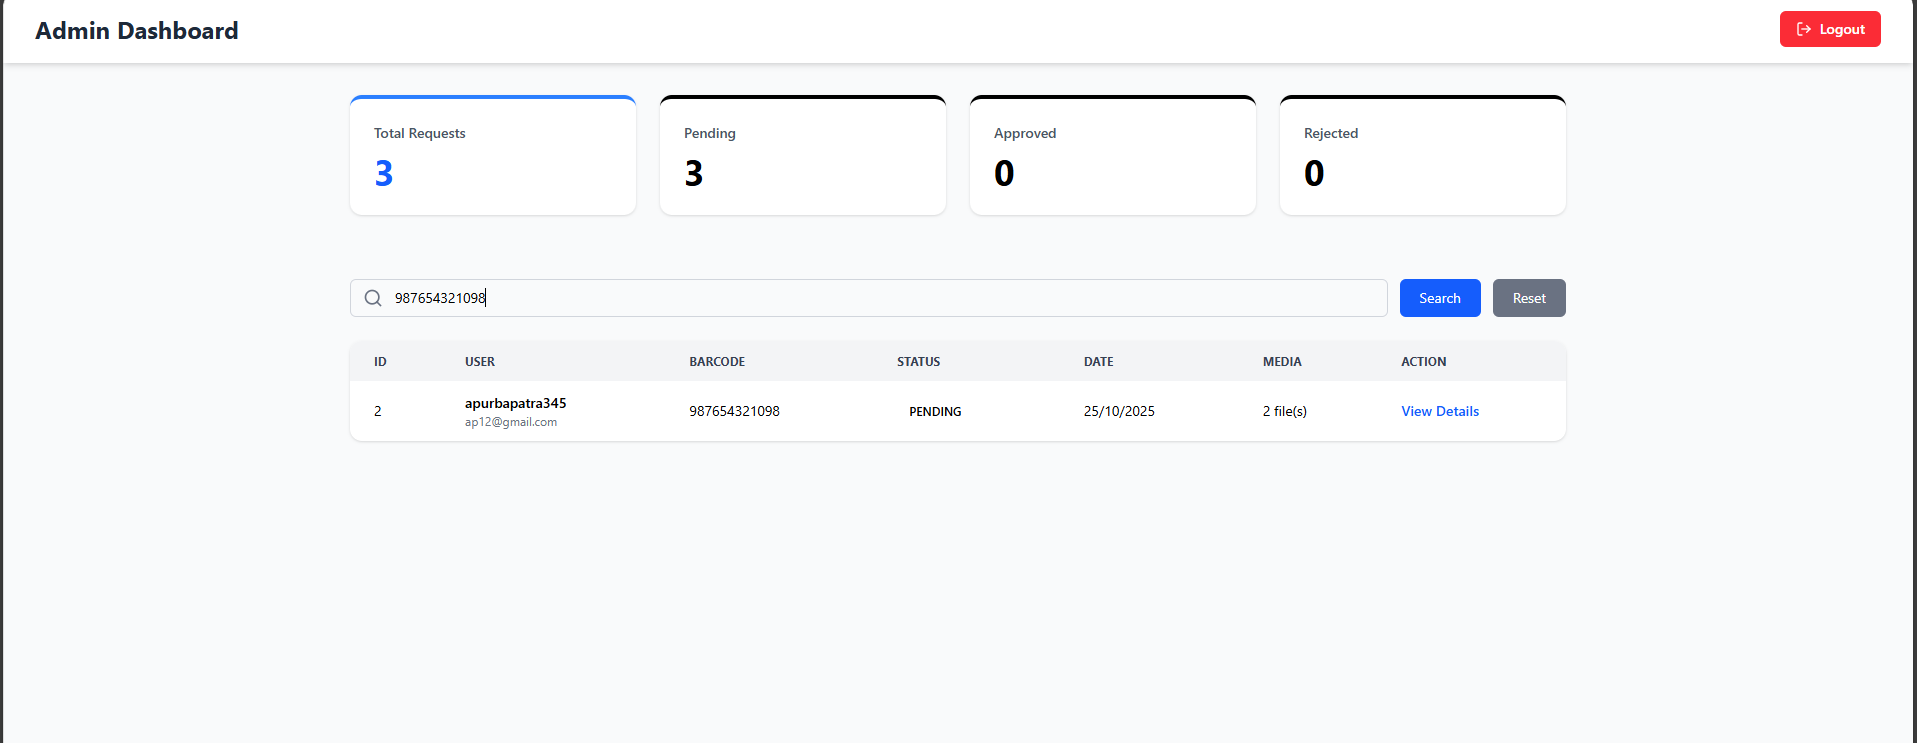 Admin Dashboard
Logout
Total Requests
3
Pending
3
Approved
0
Rejected
0
987654321098
Search
Reset
ID USER BARCODE STATUS DATE MEDIA ACTION
2 apurbapatra345 987654321098 PENDING 25/10/2025 2 file(s) View Details
ap12@gmail.com